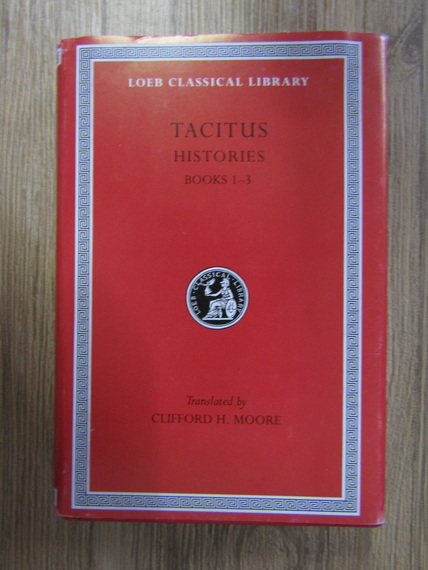 LOEB CLASSICAL LIBRARY
TACITUS
HISTORIES
BOOKS 1–3
LOEB·CLASSICAL·LIBRARY
Translated by
CLIFFORD H. MOORE